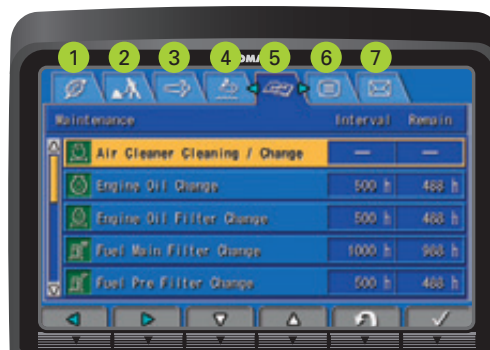 1 2 3 4 5 6 7
Maintenance Interval Remain
Air Cleaner Cleaning / Change — —
Engine Oil Change 500 h 488 h
Engine Oil Filter Change 500 h 488 h
Fuel Main Filter Change 1000 h 988 h
Fuel Pre Filter Change 500 h 488 h